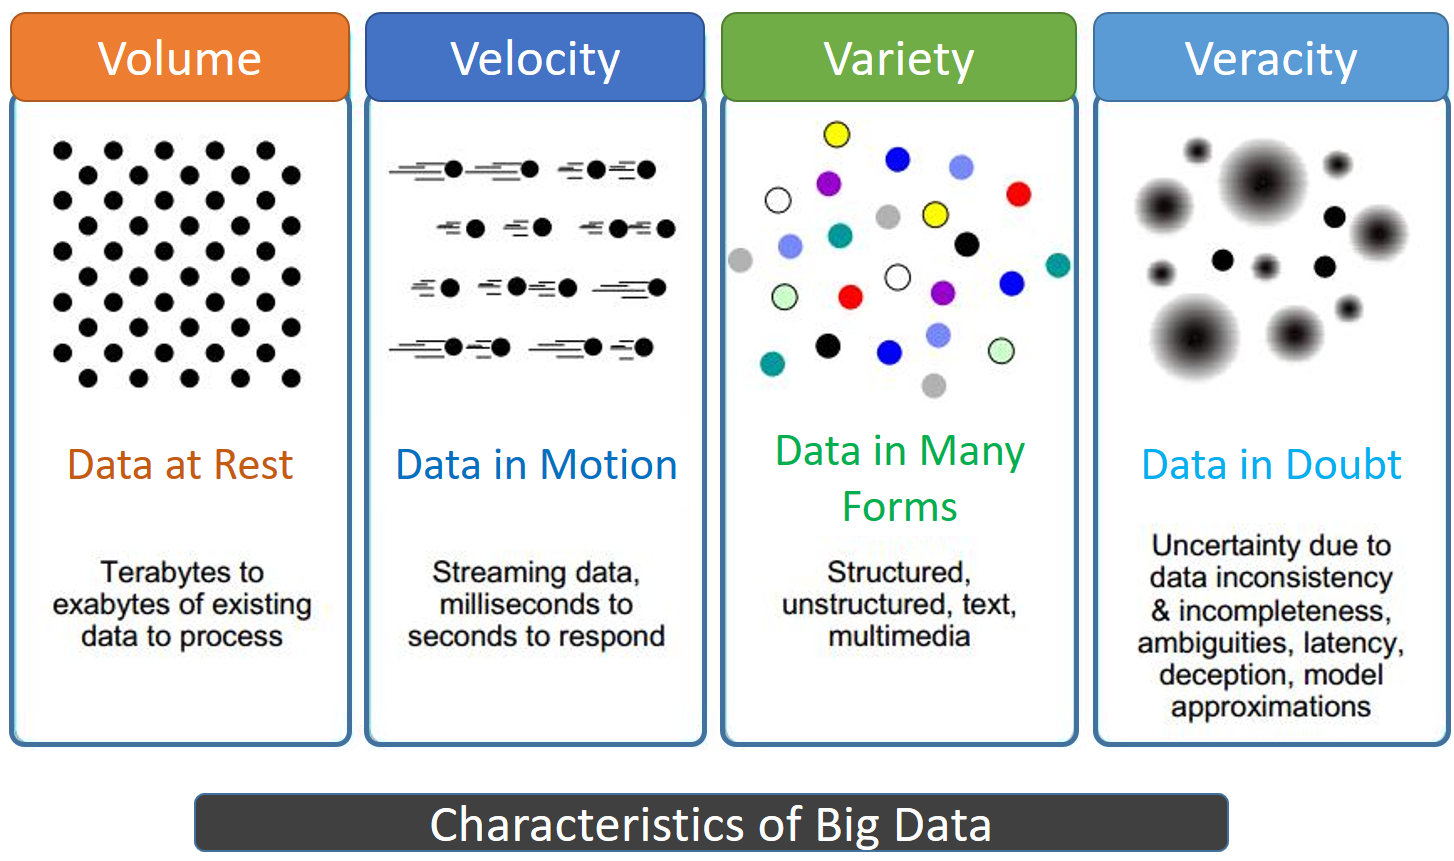 Volume
Data at Rest
Terabytes to
exabytes of existing
data to process
Velocity
Data in Motion
Streaming data,
milliseconds to
seconds to respond
Variety
Data in Many
Forms
Structured,
unstructured, text,
multimedia
Veracity
Data in Doubt
Uncertainty due to
data inconsistency
& incompleteness,
ambiguities, latency,
deception, model
approximations
Characteristics of Big Data